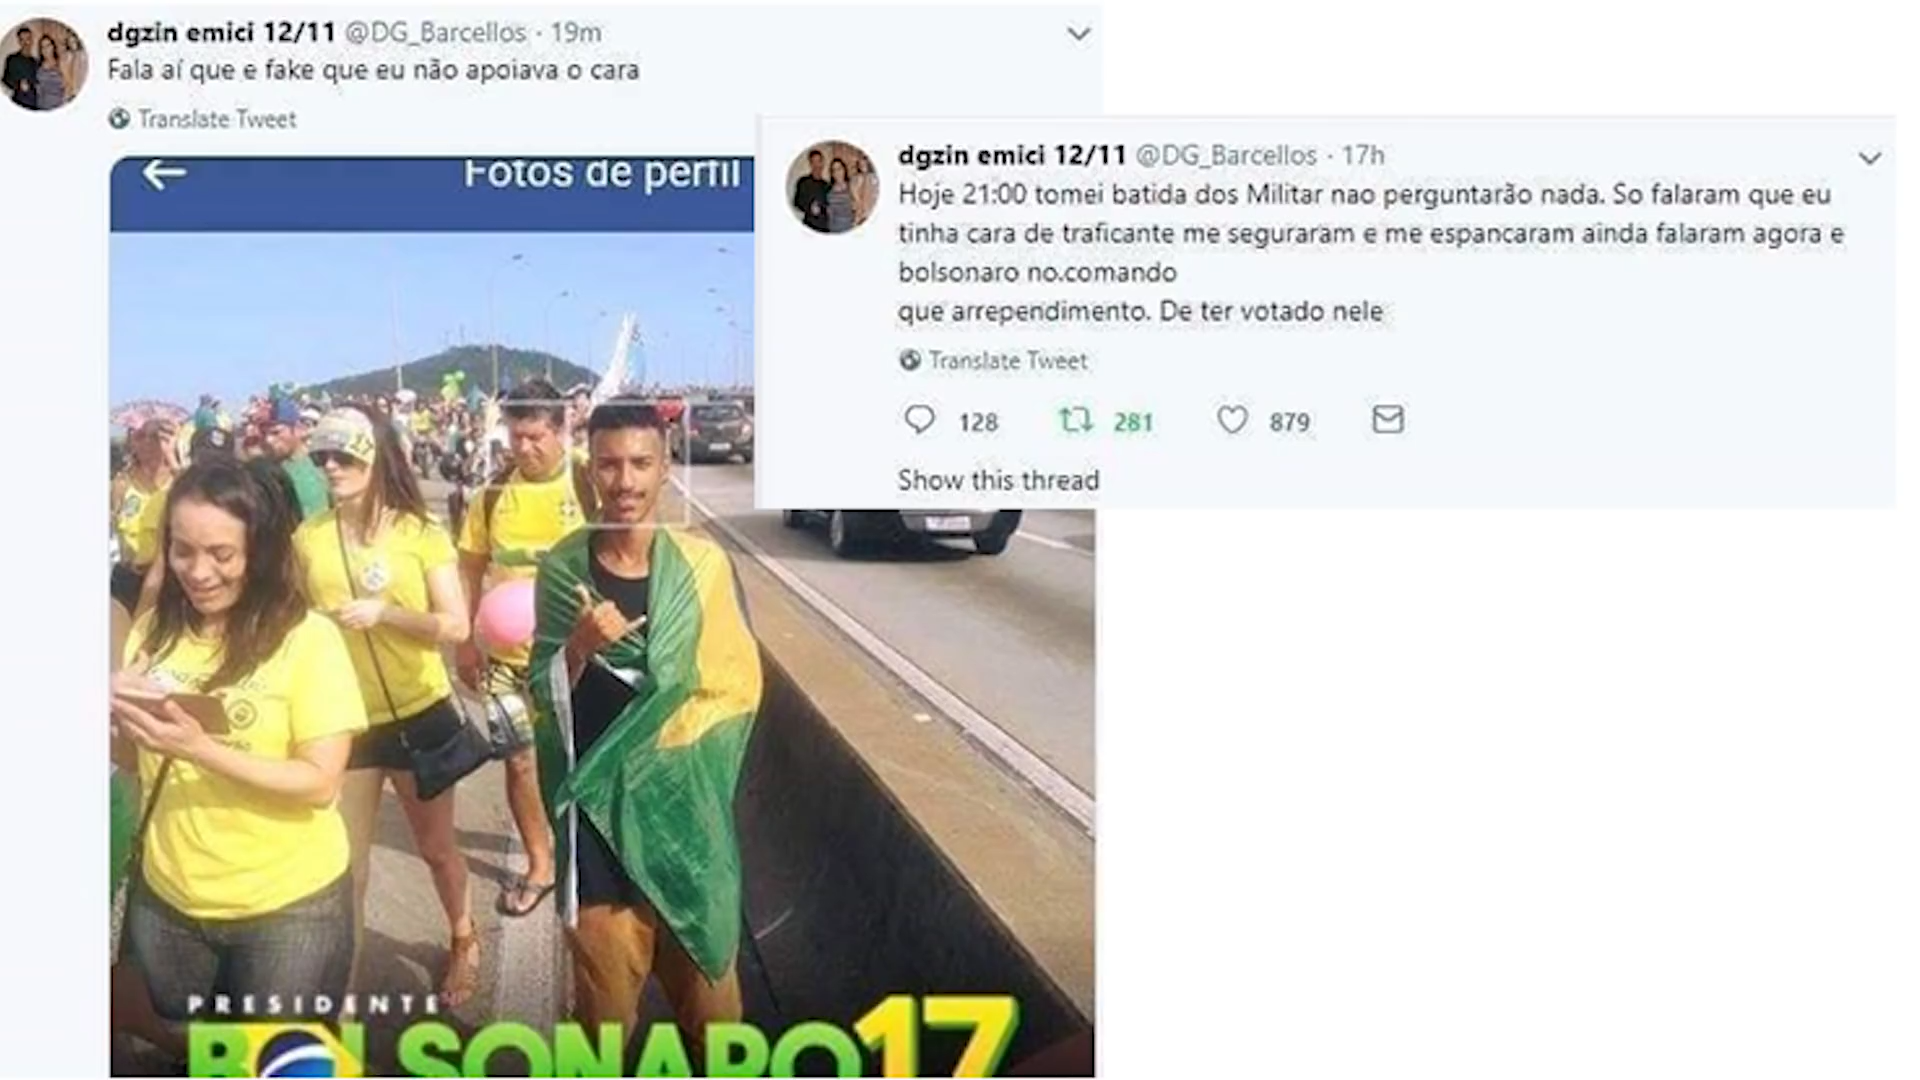 dgzin emici 12/11 @DG_Barcellos · 19m
Fala aí que e fake que eu não apoiava o cara
Translate Tweet
Fotos de perfil
PRESIDENTE
BOLSONARO 17
dgzin emici 12/11 @DG_Barcellos · 17h
Hoje 21:00 tomei batida dos Militar nao perguntarão nada. So falaram que eu
tinha cara de traficante me seguraram e me espancaram ainda falaram agora e
bolsonaro no.comando
que arrependimento. De ter votado nele
Translate Tweet
128 281 879
Show this thread